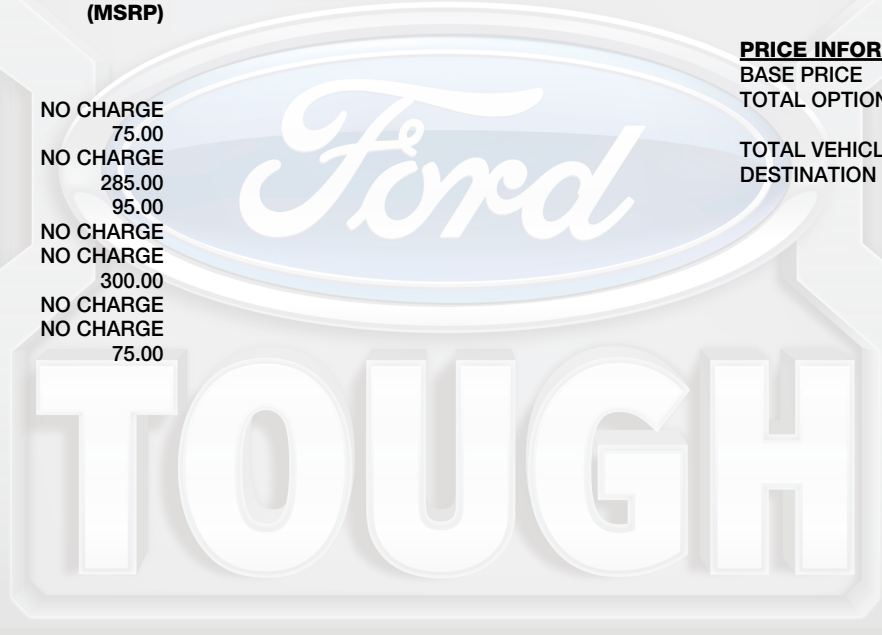 (MSRP)
NO CHARGE
75.00
NO CHARGE
285.00
95.00
NO CHARGE
NO CHARGE
300.00
NO CHARGE
NO CHARGE
75.00
PRICE INFOR
BASE PRICE
TOTAL OPTION
TOTAL VEHICL
DESTINATION
Ford
TOUGH